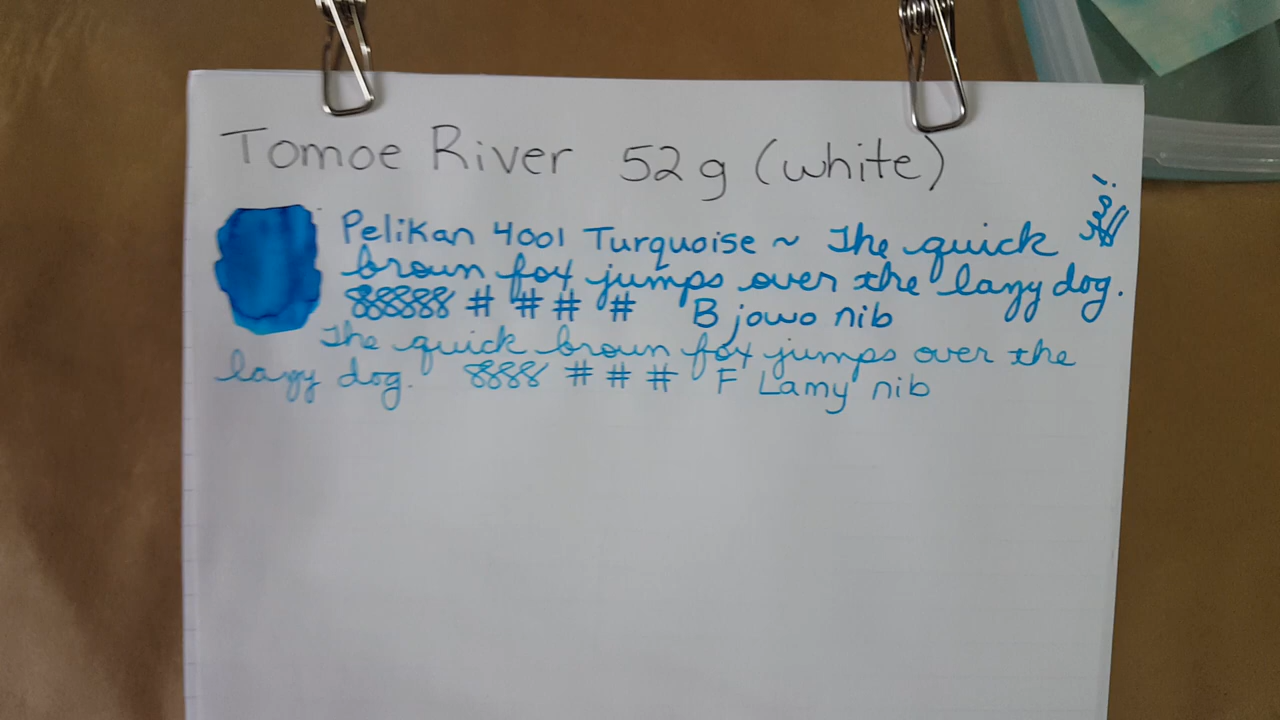 Tomoe River 52g (white)
Pelikan 4001 Turquoise ~ The quick
brown fox jumps over the lazy dog.
88888 # # # # B jowo nib
The quick brown fox jumps over the
lazy dog. 8888 # # # F Lamy nib